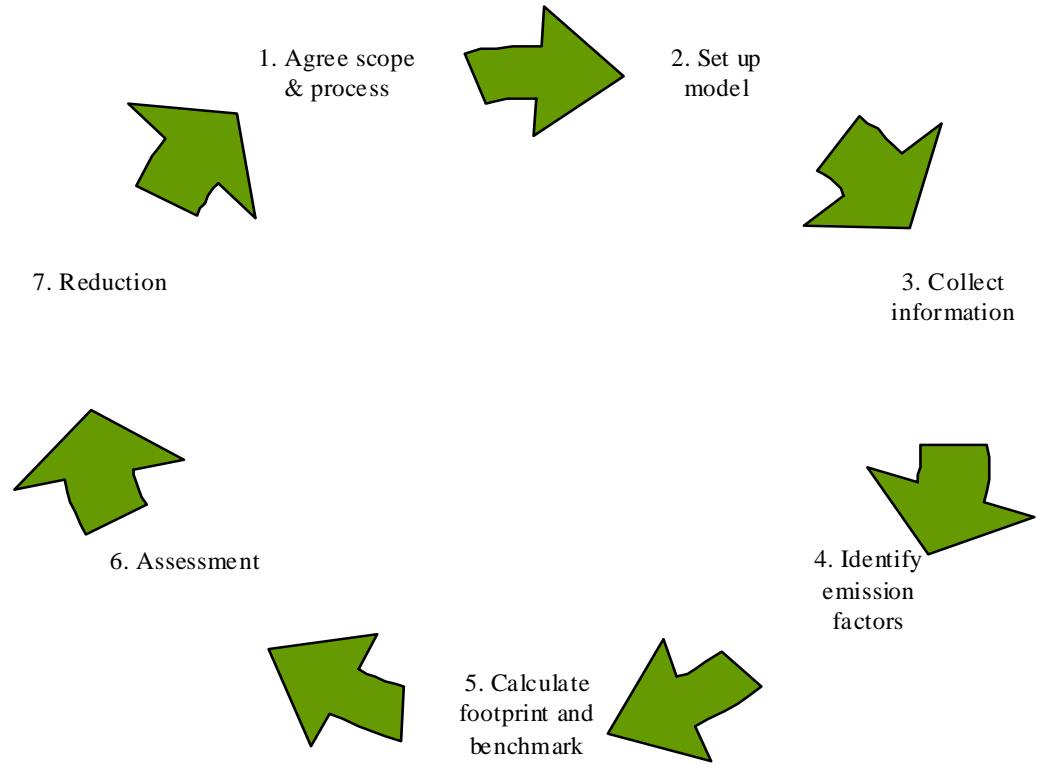 1. Agree scope
& process
2. Set up
model
3. Collect
information
4. Identify
emission
factors
5. Calculate
footprint and
benchmark
6. Assessment
7. Reduction